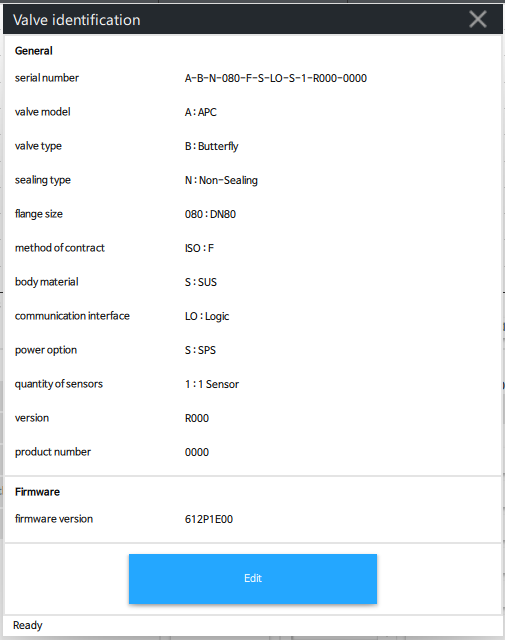 Valve identification
General
serial number A-B-N-080-F-S-LO-S-1-R000-0000
valve model A : APC
valve type B : Butterfly
sealing type N : Non-Sealing
flange size 080 : DN80
method of contract ISO : F
body material S : SUS
communication interface LO : Logic
power option S : SPS
quantity of sensors 1 : 1 Sensor
version R000
product number 0000
Firmware
firmware version 612P1E00
Edit
Ready